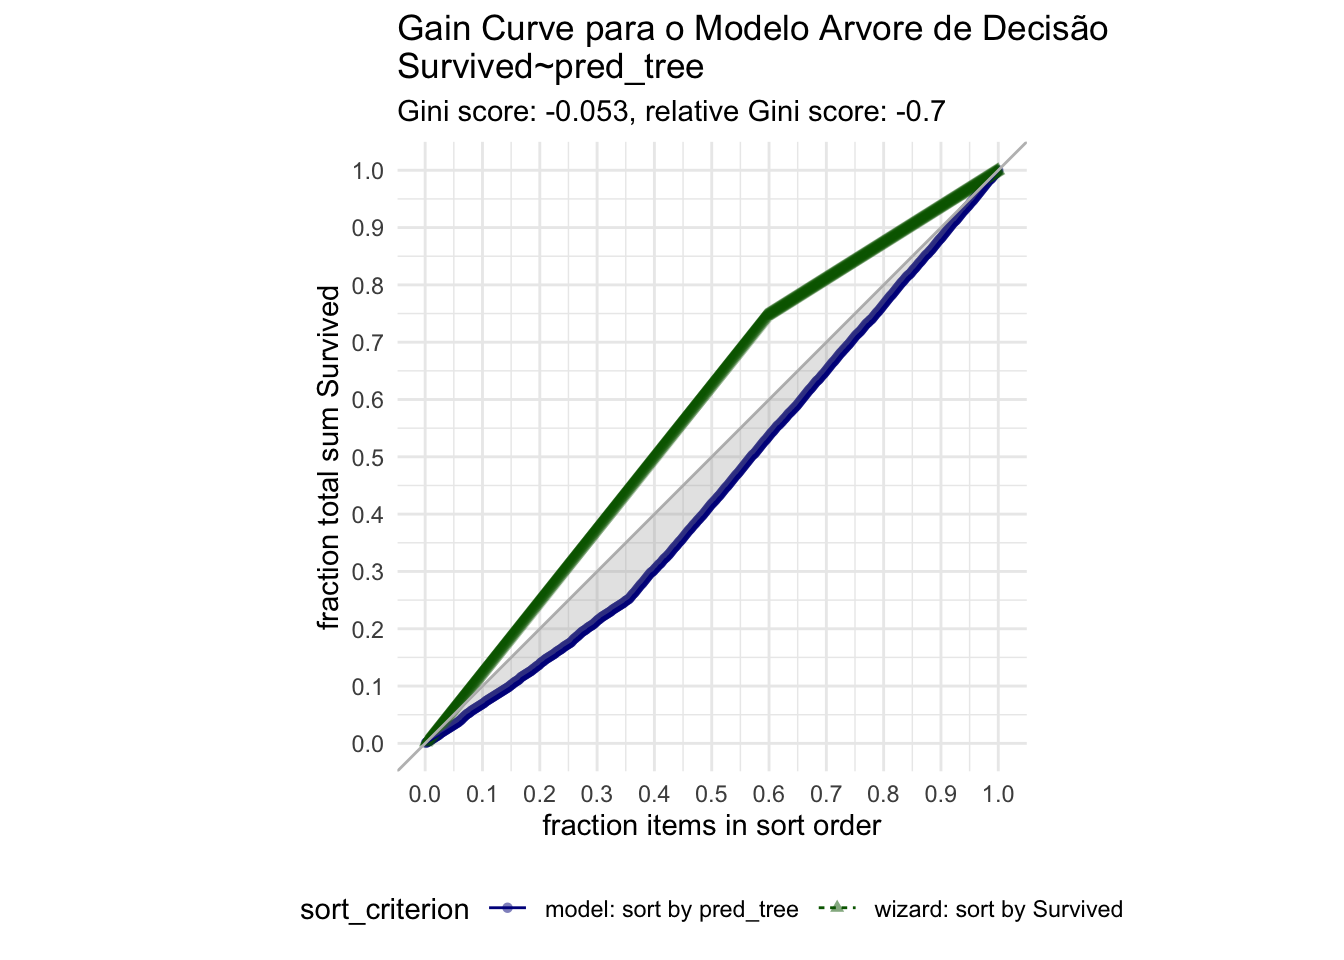 Gain Curve para o Modelo Arvore de Decisão
Survived~pred_tree
Gini score: -0.053, relative Gini score: -0.7
fraction total sum Survived
1.0
0.9
0.8
0.7
0.6
0.5
0.4
0.3
0.2
0.1
0.0
0.0 0.1 0.2 0.3 0.4 0.5 0.6 0.7 0.8 0.9 1.0
fraction items in sort order
sort_criterion model: sort by pred_tree wizard: sort by Survived